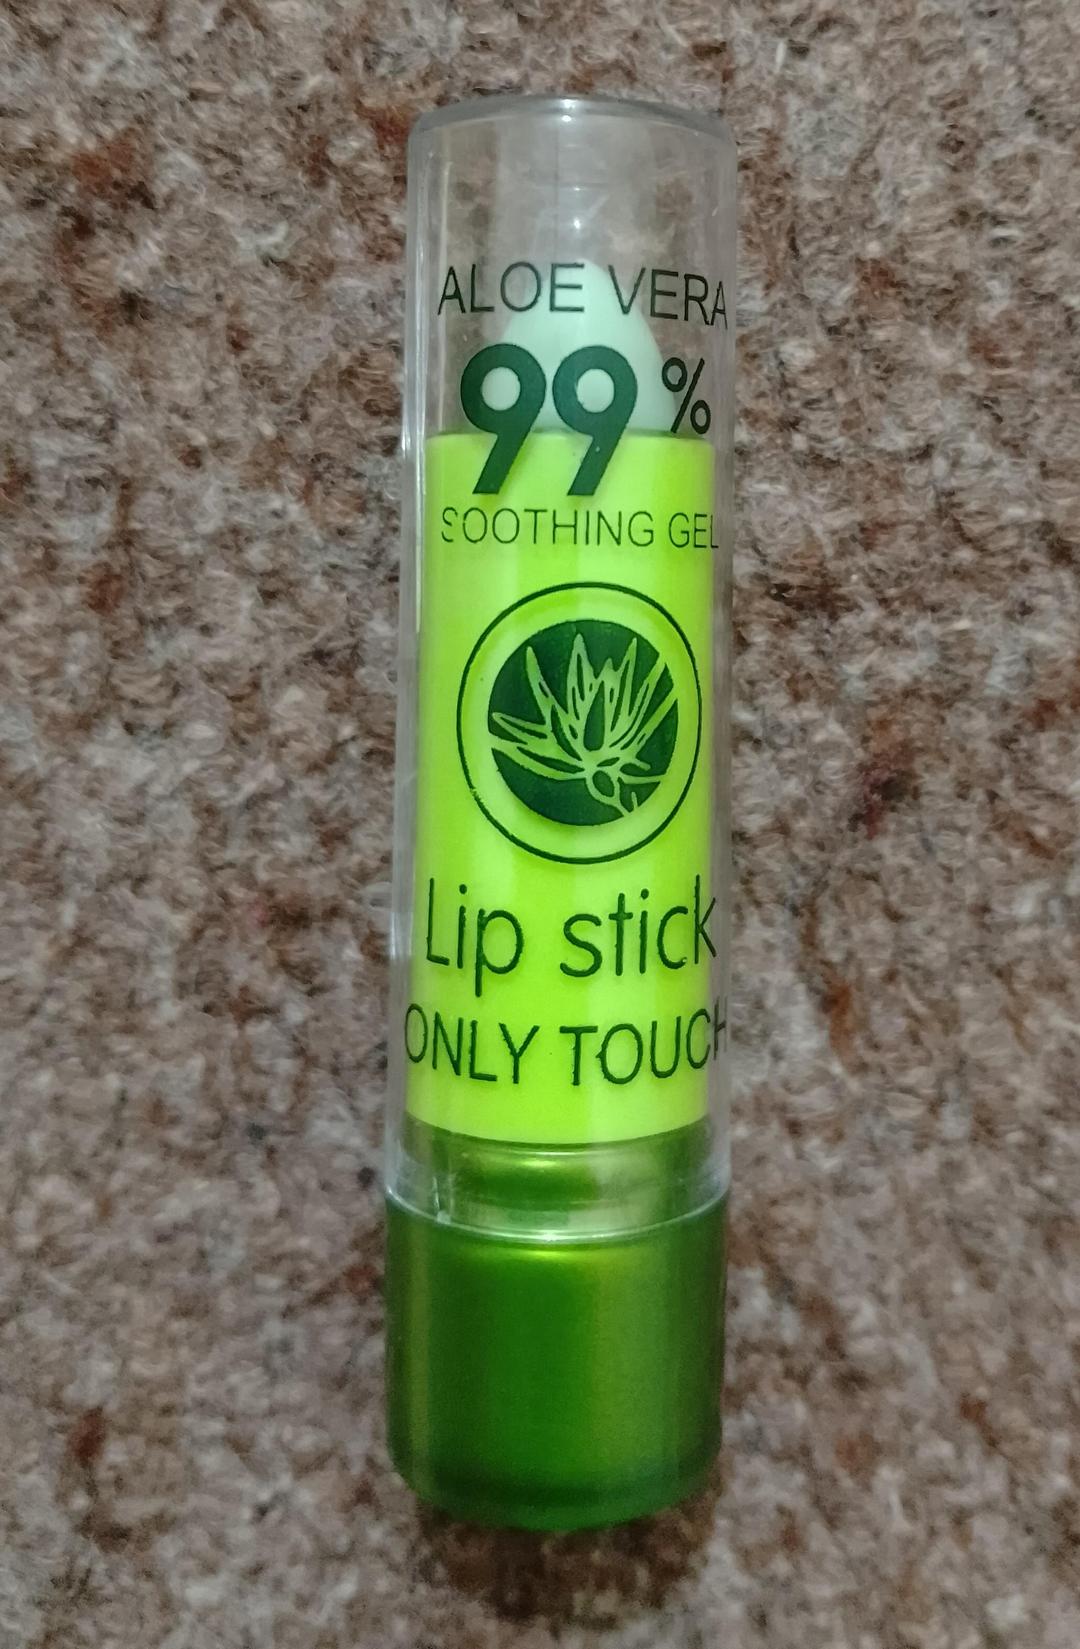 ALOE VERA
99%
SOOTHING GEL
Lip stick
ONLY TOUCH